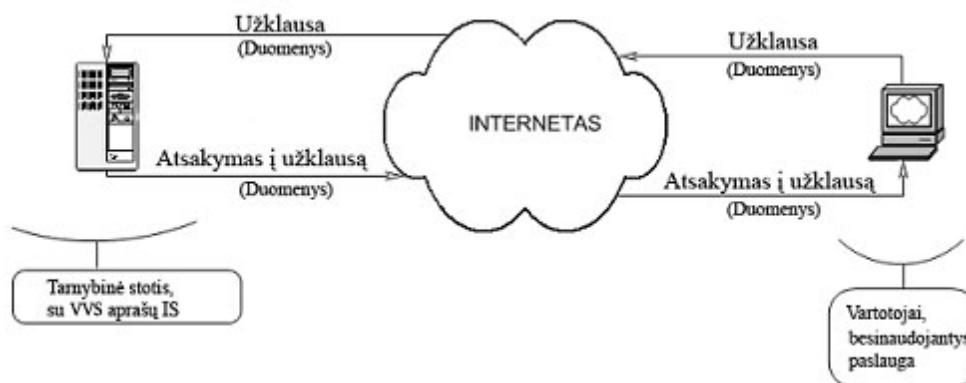 Užklausa
(Duomenys)
Užklausa
(Duomenys)
INTERNETAS
Atsakymas į užklausą
(Duomenys)
Atsakymas į užklausą
(Duomenys)
Tarnybinė stotis,
su VVS aprašų IS
Vartotojai,
besinaudojantys
paslauga